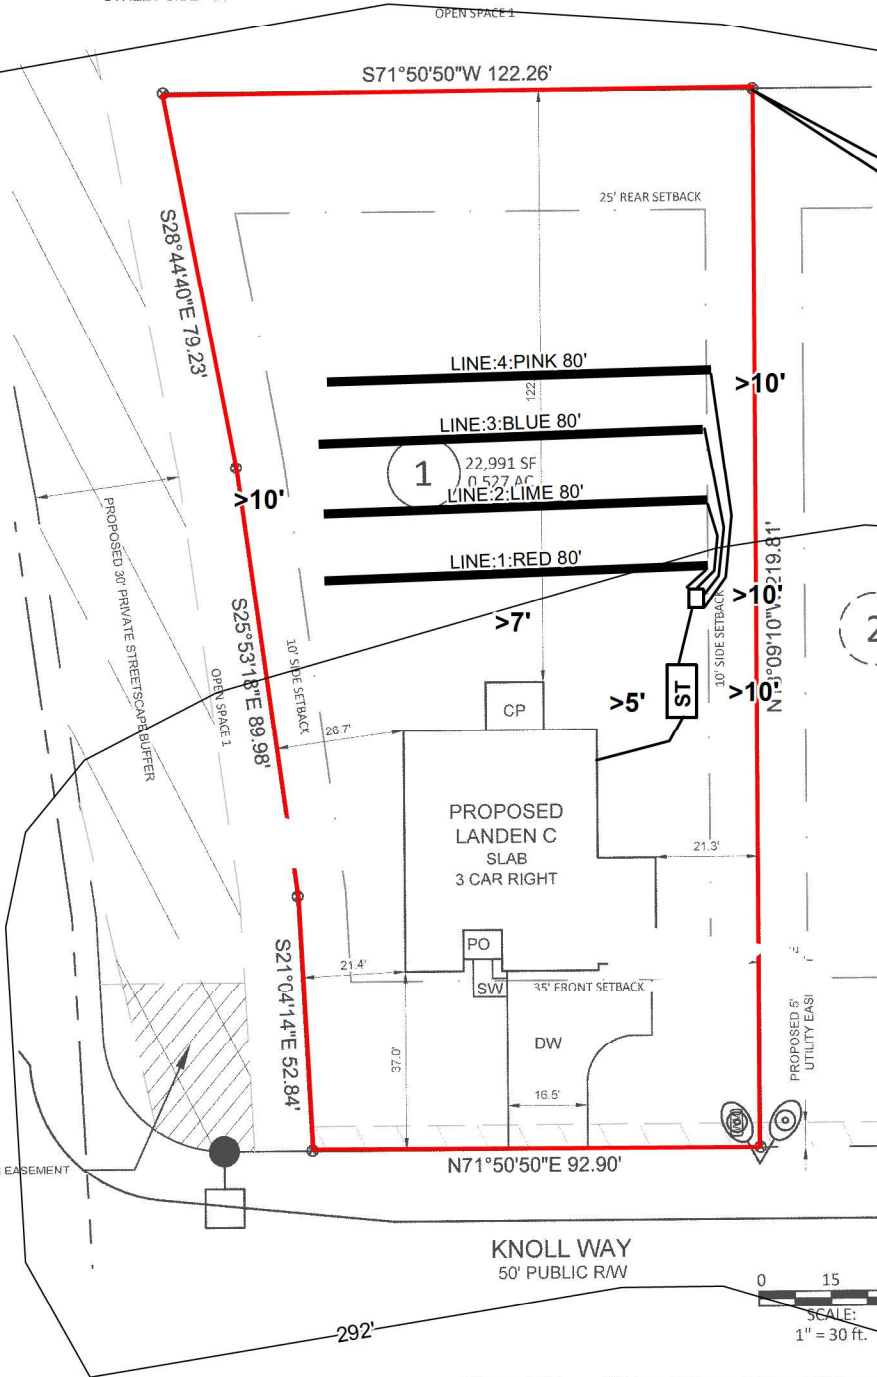 OPEN SPACE 1
S71°50'50"W 122.26'
25' REAR SETBACK
S28°44'40"E 79.23'
LINE:4:PINK 80'
>10'
122.
LINE:3:BLUE 80'
1
22,991 SF
0.527 AC
LINE:2:LIME 80'
>10'
PROPOSED 30' PRIVATE STREETSCAPE BUFFER
LINE:1:RED 80'
>10'
>7'
2
S25°53'18"E 89.98'
10' SIDE SETBACK
OPEN SPACE 1
10' SIDE SETBACK
ST
>5'
>10'
CP
26.7'
PROPOSED
LANDEN C
SLAB
3 CAR RIGHT
21.3'
PO
21.4'
SW
35' FRONT SETBACK
S21°04'14"E 52.84'
37.0'
DW
16.5'
PROPOSED 5'
UTILITY EASI
EASEMENT
N71°50'50"E 92.90'
KNOLL WAY
50' PUBLIC R/W
0 15
SCALE:
1" = 30 ft.
292'